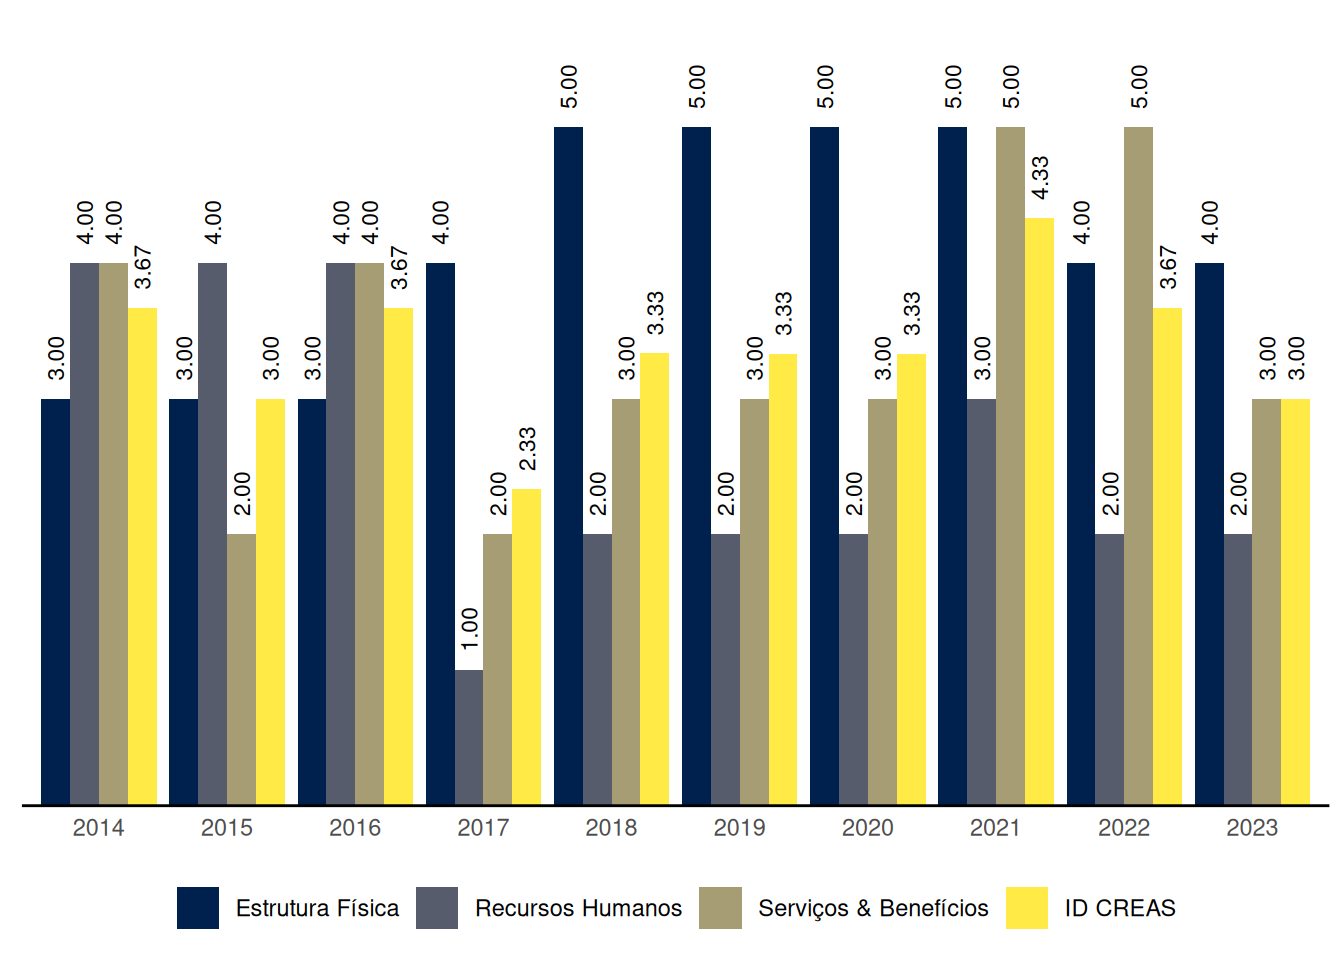 3.00 4.00 4.00 3.67 3.00 4.00 2.00 3.00 3.00 4.00 4.00 3.67 4.00 1.00 2.00 2.33 5.00 2.00 3.00 3.33 5.00 2.00 3.00 3.33 5.00 2.00 3.00 3.33 5.00 3.00 5.00 4.33 4.00 2.00 5.00 3.67 4.00 2.00 3.00 3.00
2014 2015 2016 2017 2018 2019 2020 2021 2022 2023
Estrutura Física Recursos Humanos Serviços & Benefícios ID CREAS